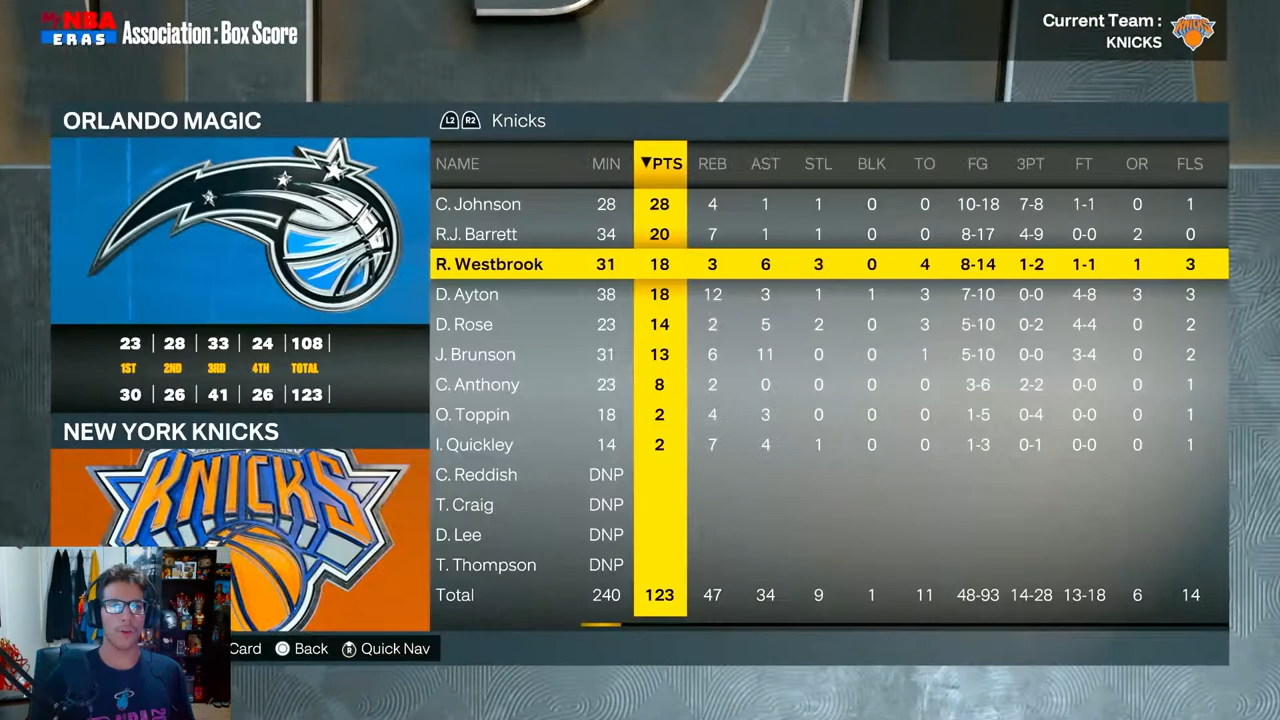 MyNBA
ERAS
Association : Box Score
Current Team :
KNICKS
KNICKS
ORLANDO MAGIC
23 | 28 | 33 | 24 | 108 |
1ST 2ND 3RD 4TH TOTAL
30 | 26 | 41 | 26 | 123 |
NEW YORK KNICKS
KNICKS
L2 R2 Knicks
NAME MIN ▼PTS REB AST STL BLK TO FG 3PT FT OR FLS
C. Johnson 28 28 4 1 1 0 0 10-18 7-8 1-1 0 1
R.J. Barrett 34 20 7 1 1 0 0 8-17 4-9 0-0 2 0
R. Westbrook 31 18 3 6 3 0 4 8-14 1-2 1-1 1 3
D. Ayton 38 18 12 3 1 1 3 7-10 0-0 4-8 3 3
D. Rose 23 14 2 5 2 0 3 5-10 0-2 4-4 0 2
J. Brunson 31 13 6 11 0 0 1 5-10 0-0 3-4 0 2
C. Anthony 23 8 2 0 0 0 0 3-6 2-2 0-0 0 1
O. Toppin 18 2 4 3 0 0 0 1-5 0-4 0-0 0 1
I. Quickley 14 2 7 4 1 0 0 1-3 0-1 0-0 0 1
C. Reddish DNP
T. Craig DNP
D. Lee DNP
T. Thompson DNP
Total 240 123 47 34 9 1 11 48-93 14-28 13-18 6 14
Card Back R Quick Nav